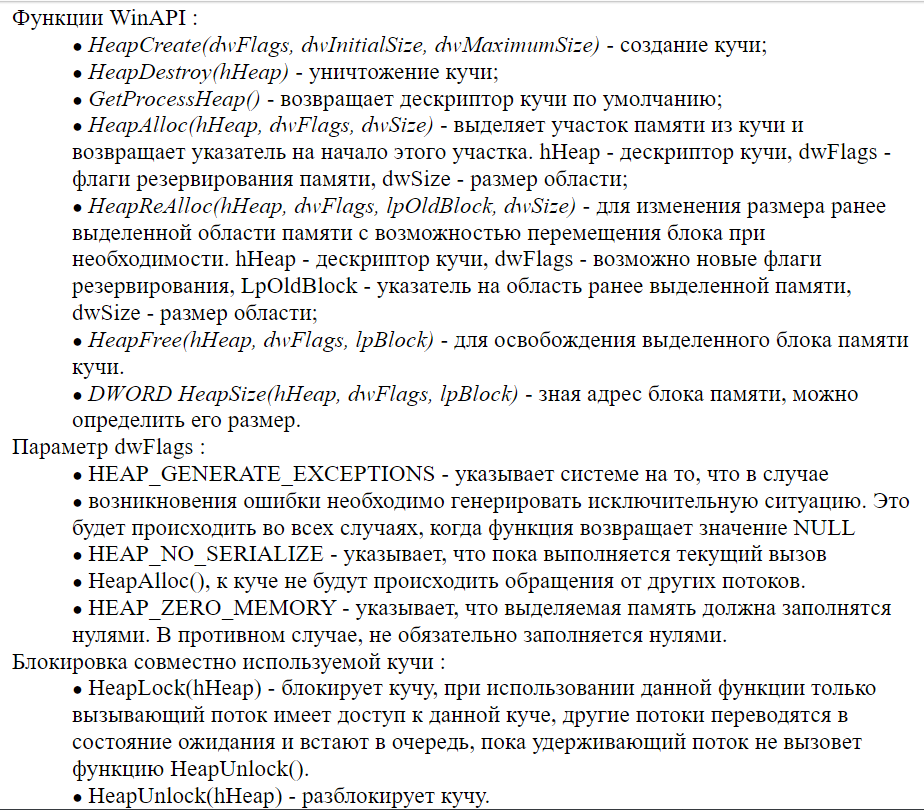 Функции WinAPI :
● HeapCreate(dwFlags, dwInitialSize, dwMaximumSize) - создание кучи;
● HeapDestroy(hHeap) - уничтожение кучи;
● GetProcessHeap() - возвращает дескриптор кучи по умолчанию;
● HeapAlloc(hHeap, dwFlags, dwSize) - выделяет участок памяти из кучи и
возвращает указатель на начало этого участка. hHeap - дескриптор кучи, dwFlags -
флаги резервирования памяти, dwSize - размер области;
● HeapReAlloc(hHeap, dwFlags, lpOldBlock, dwSize) - для изменения размера ранее
выделенной области памяти с возможностью перемещения блока при
необходимости. hHeap - дескриптор кучи, dwFlags - возможно новые флаги
резервирования, LpOldBlock - указатель на область ранее выделенной памяти,
dwSize - размер области;
● HeapFree(hHeap, dwFlags, lpBlock) - для освобождения выделенного блока памяти
кучи.
● DWORD HeapSize(hHeap, dwFlags, lpBlock) - зная адрес блока памяти, можно
определить его размер.
Параметр dwFlags :
● HEAP_GENERATE_EXCEPTIONS - указывает системе на то, что в случае
● возникновения ошибки необходимо генерировать исключительную ситуацию. Это
будет происходить во всех случаях, когда функция возвращает значение NULL
● HEAP_NO_SERIALIZE - указывает, что пока выполняется текущий вызов
● HeapAlloc(), к куче не будут происходить обращения от других потоков.
● HEAP_ZERO_MEMORY - указывает, что выделяемая память должна заполнятся
нулями. В противном случае, не обязательно заполняется нулями.
Блокировка совместно используемой кучи :
● HeapLock(hHeap) - блокирует кучу, при использовании данной функции только
вызывающий поток имеет доступ к данной куче, другие потоки переводятся в
состояние ожидания и встают в очередь, пока удерживающий поток не вызовет
функцию HeapUnlock().
● HeapUnlock(hHeap) - разблокирует кучу.